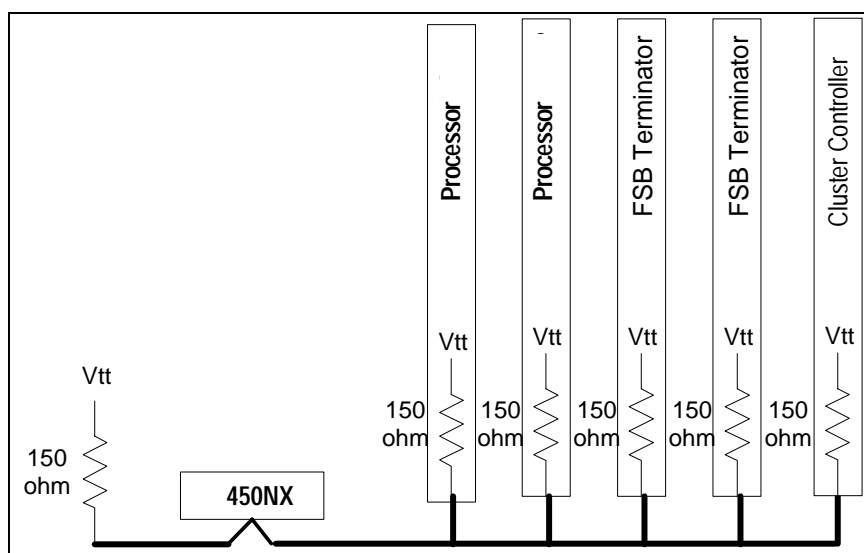 Processor
Processor
FSB Terminator
FSB Terminator
Cluster Controller
Vtt
Vtt
Vtt
Vtt
Vtt
Vtt
150
ohm
150
ohm
150
ohm
150
ohm
150
ohm
150
ohm
450NX